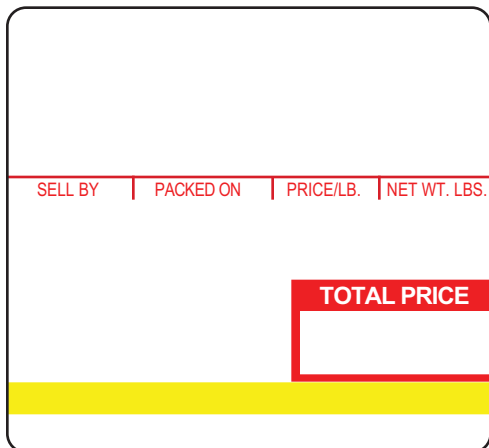 SELL BY PACKED ON PRICE/LB. NET WT. LBS.
TOTAL PRICE